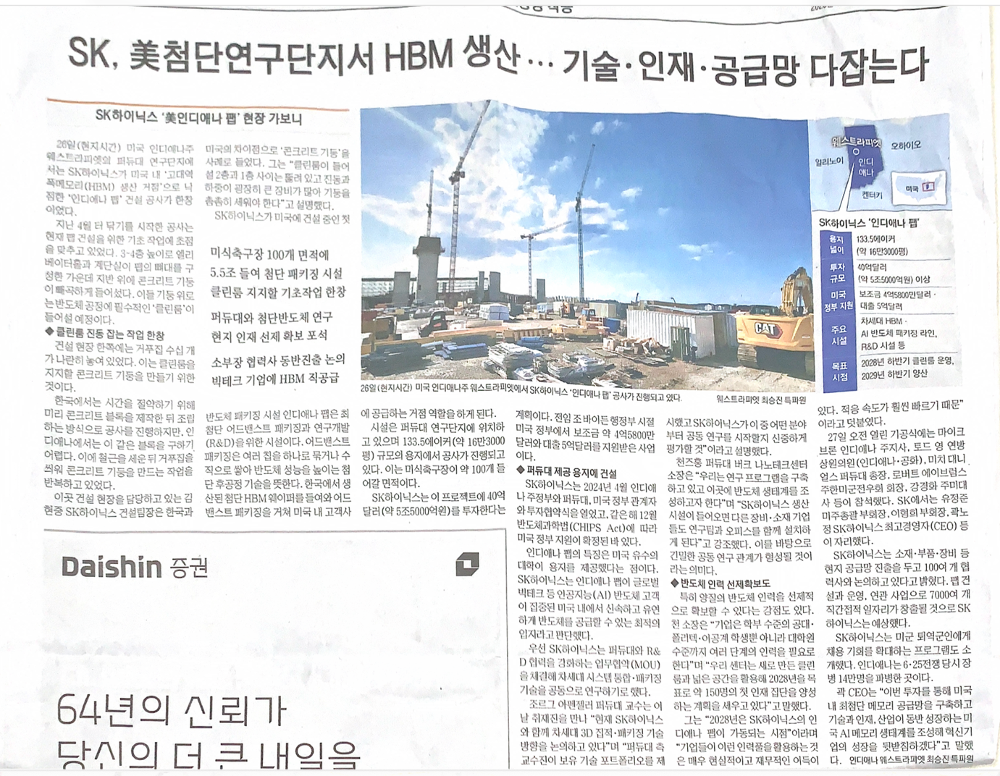 SK, 美첨단연구단지서 HBM 생산… 기술·인재·공급망 다잡는다
SK하이닉스 '美인디애나 팹' 현장 가보니
26일(현지시간) 미국 인디애나주
웨스트라피엣의 퍼듀대 연구단지에
서는 SK하이닉스가 미국 내 '고대역
폭메모리(HBM) 생산 거점'으로 낙
점한 '인디애나 팹' 건설 공사가 한창
이었다.
지난 4월 터 닦기를 시작한 공사는
현재 팹 건설을 위한 기초 작업에 초점
을 맞추고 있었다. 3~4층 높이로 엘리
베이터홀과 계단실이 팹의 뼈대를 구
성한 가운데 지반 위에 콘크리트 기둥
이 빼곡하게 들어섰다. 이들 기둥 위로
는 반도체 공정에 필수적인 '클린룸'이
들어설 예정이다.
◆ 클린룸 진동 잡는 작업 한창
건설 현장 한쪽에는 거푸집 수십 개
가 나란히 놓여 있었다. 이는 클린룸을
지지할 콘크리트 기둥을 만들기 위한
것이다.
한국에서는 시간을 절약하기 위해
미리 콘크리트 블록을 제작한 뒤 조립
하는 방식으로 공사를 진행하지만, 인
디애나에서는 이 같은 블록을 구하기
어렵다. 이에 철근을 세운 뒤 거푸집을
씌워 콘크리트 기둥을 만드는 작업을
반복하고 있었다.
이곳 건설 현장을 담당하고 있는 김
현중 SK하이닉스 건설팀장은 한국과
미국의 차이점으로 '콘크리트 기둥'을
사례로 들었다. 그는 "클린룸이 들어
설 2층과 1층 사이는 뚫려 있고 진동과
하중이 굉장히 큰 장비가 많아 기둥을
촘촘히 세워야 한다"고 설명했다.
SK하이닉스가 미국에 건설 중인 첫
미식축구장 100개 면적에
5.5조 들여 첨단 패키징 시설
클린룸 지지할 기초작업 한창
퍼듀대와 첨단반도체 연구
현지 인재 선제 확보 포석
소부장 협력사 동반진출 논의
빅테크 기업에 HBM 직공급
반도체 패키징 시설 인디애나 팹은 최
첨단 어드밴스트 패키징과 연구개발
(R&D)을 위한 시설이다. 어드밴스트
패키징은 여러 칩을 하나로 묶거나 수
직으로 쌓아 반도체 성능을 높이는 첨
단 후공정 기술을 뜻한다. 한국에서 생
산된 첨단 HBM 웨이퍼를 들여와 어드
밴스트 패키징을 거쳐 미국 내 고객사
CAT
26일(현지시간) 미국 인디애나주 웨스트라피엣에서 SK하이닉스 '인디애나 팹' 공사가 진행되고 있다.
웨스트라피엣 최승진 특파원
웨스트라피엣
오하이오
일리노이
인디
애나
켄터키
미국
SK하이닉스 '인디애나 팹'
용지
넓이
133.5에이커
(약 16만3000평)
투자
규모
40억달러
(약 5조5000억원) 이상
미국
정부 지원
보조금 4억5800만달러·
대출 5억달러
주요
시설
차세대 HBM·
AI 반도체 패키징 라인,
R&D 시설 등
목표
시점
2028년 하반기 클린룸 운영,
2029년 하반기 양산
에 공급하는 거점 역할을 하게 된다.
시설은 퍼듀대 연구단지에 위치하
고 있으며 133.5에이커(약 16만3000
평) 규모의 용지에서 공사가 진행되고
있다. 이는 미식축구장이 약 100개 들
어갈 면적이다.
SK하이닉스는 이 프로젝트에 40억
달러(약 5조5000억원)를 투자한다는
계획이다. 전임 조 바이든 행정부 시절
미국 정부에서 보조금 약 4억5800만
달러와 대출 5억달러를 지원받은 사업
이다.
◆ 퍼듀대 제공 용지에 건설
SK하이닉스는 2024년 4월 인디애
나 주정부와 퍼듀대, 미국 정부 관계자
와 투자협약식을 열었고, 같은 해 12월
반도체과학법(CHIPS Act)에 따라
미국 정부 지원이 확정된 바 있다.
인디애나 팹의 특징은 미국 유수의
대학이 용지를 제공했다는 점이다.
SK하이닉스는 인디애나 팹이 글로벌
빅테크 등 인공지능(AI) 반도체 고객
이 집중된 미국 내에서 신속하고 유연
하게 반도체를 공급할 수 있는 최적의
입지라고 판단했다.
우선 SK하이닉스는 퍼듀대와 R&
D 협력을 강화하는 업무협약(MOU)
을 체결해 차세대 시스템 통합·패키징
기술을 공동으로 연구하기로 했다.
조르그 아펜젤러 퍼듀대 교수는 이
날 취재진을 만나 "현재 SK하이닉스
와 함께 차세대 3D 집적·패키징 기술
방향을 논의하고 있다"며 "퍼듀대 측
교수진이 보유 기술 포트폴리오를 제
시했고 SK하이닉스가 이 중 어떤 분야
부터 공동 연구를 시작할지 신중하게
평가할 것"이라고 설명했다.
천즈훙 퍼듀대 버크 나노테크센터
소장은 "우리는 연구 프로그램을 구축
하고 있고 이곳에 반도체 생태계를 조
성하고자 한다"며 "SK하이닉스 생산
시설이 들어오면 다른 장비·소재 기업
들도 연구팀과 오피스를 함께 설치하
게 된다"고 강조했다. 이를 바탕으로
긴밀한 공동 연구 관계가 형성될 것이
라는 의미다.
◆ 반도체 인력 선제확보도
특히 양질의 반도체 인력을 선제적
으로 확보할 수 있다는 강점도 있다.
천 소장은 "기업은 학부 수준의 공대·
폴리텍·이공계 학생뿐 아니라 대학원
수준까지 여러 단계의 인력을 필요로
한다"며 "우리 센터는 새로 만든 클린
룸과 넓은 공간을 활용해 2028년을 목
표로 약 150명의 첫 인재 집단을 양성
하는 계획을 세우고 있다"고 말했다.
그는 "2028년은 SK하이닉스의 인
디애나 팹이 가동되는 시점"이라며
"기업들이 이런 인력풀을 활용하는 것
은 매우 현실적이고 재무적인 이득이
있다. 적응 속도가 훨씬 빠르기 때문"
이라고 덧붙였다.
27일 오전 열린 기공식에는 마이크
브론 인디애나 주지사, 토드 영 연방
상원의원(인디애나·공화), 미치 대니
얼스 퍼듀대 총장, 로버트 에이브럼스
주한미군전우회 회장, 강경화 주미대
사 등이 참석했다. SK에서는 유정준
미주총괄 부회장, 이형희 부회장, 곽노
정 SK하이닉스 최고경영자(CEO) 등
이 자리했다.
SK하이닉스는 소재·부품·장비 등
현지 공급망 진출을 두고 100여 개 협
력사와 논의하고 있다고 밝혔다. 팹 건
설과 운영, 연관 사업으로 7000여 개
직간접적 일자리가 창출될 것으로 SK
하이닉스는 예상했다.
SK하이닉스는 미군 퇴역군인에게
채용 기회를 확대하는 프로그램도 소
개했다. 인디애나는 6·25전쟁 당시 장
병 14만명을 파병한 곳이다.
곽 CEO는 "이번 투자를 통해 미국
내 최첨단 메모리 공급망을 구축하고
기술과 인재, 산업이 동반 성장하는 미
국 AI 메모리 생태계를 조성해 혁신기
업의 성장을 뒷받침하겠다"고 말했
다. 인디애나 웨스트라피엣 최승진 특파원
Daishin 증권
64년의 신뢰가
당신의 더 큰 내일을